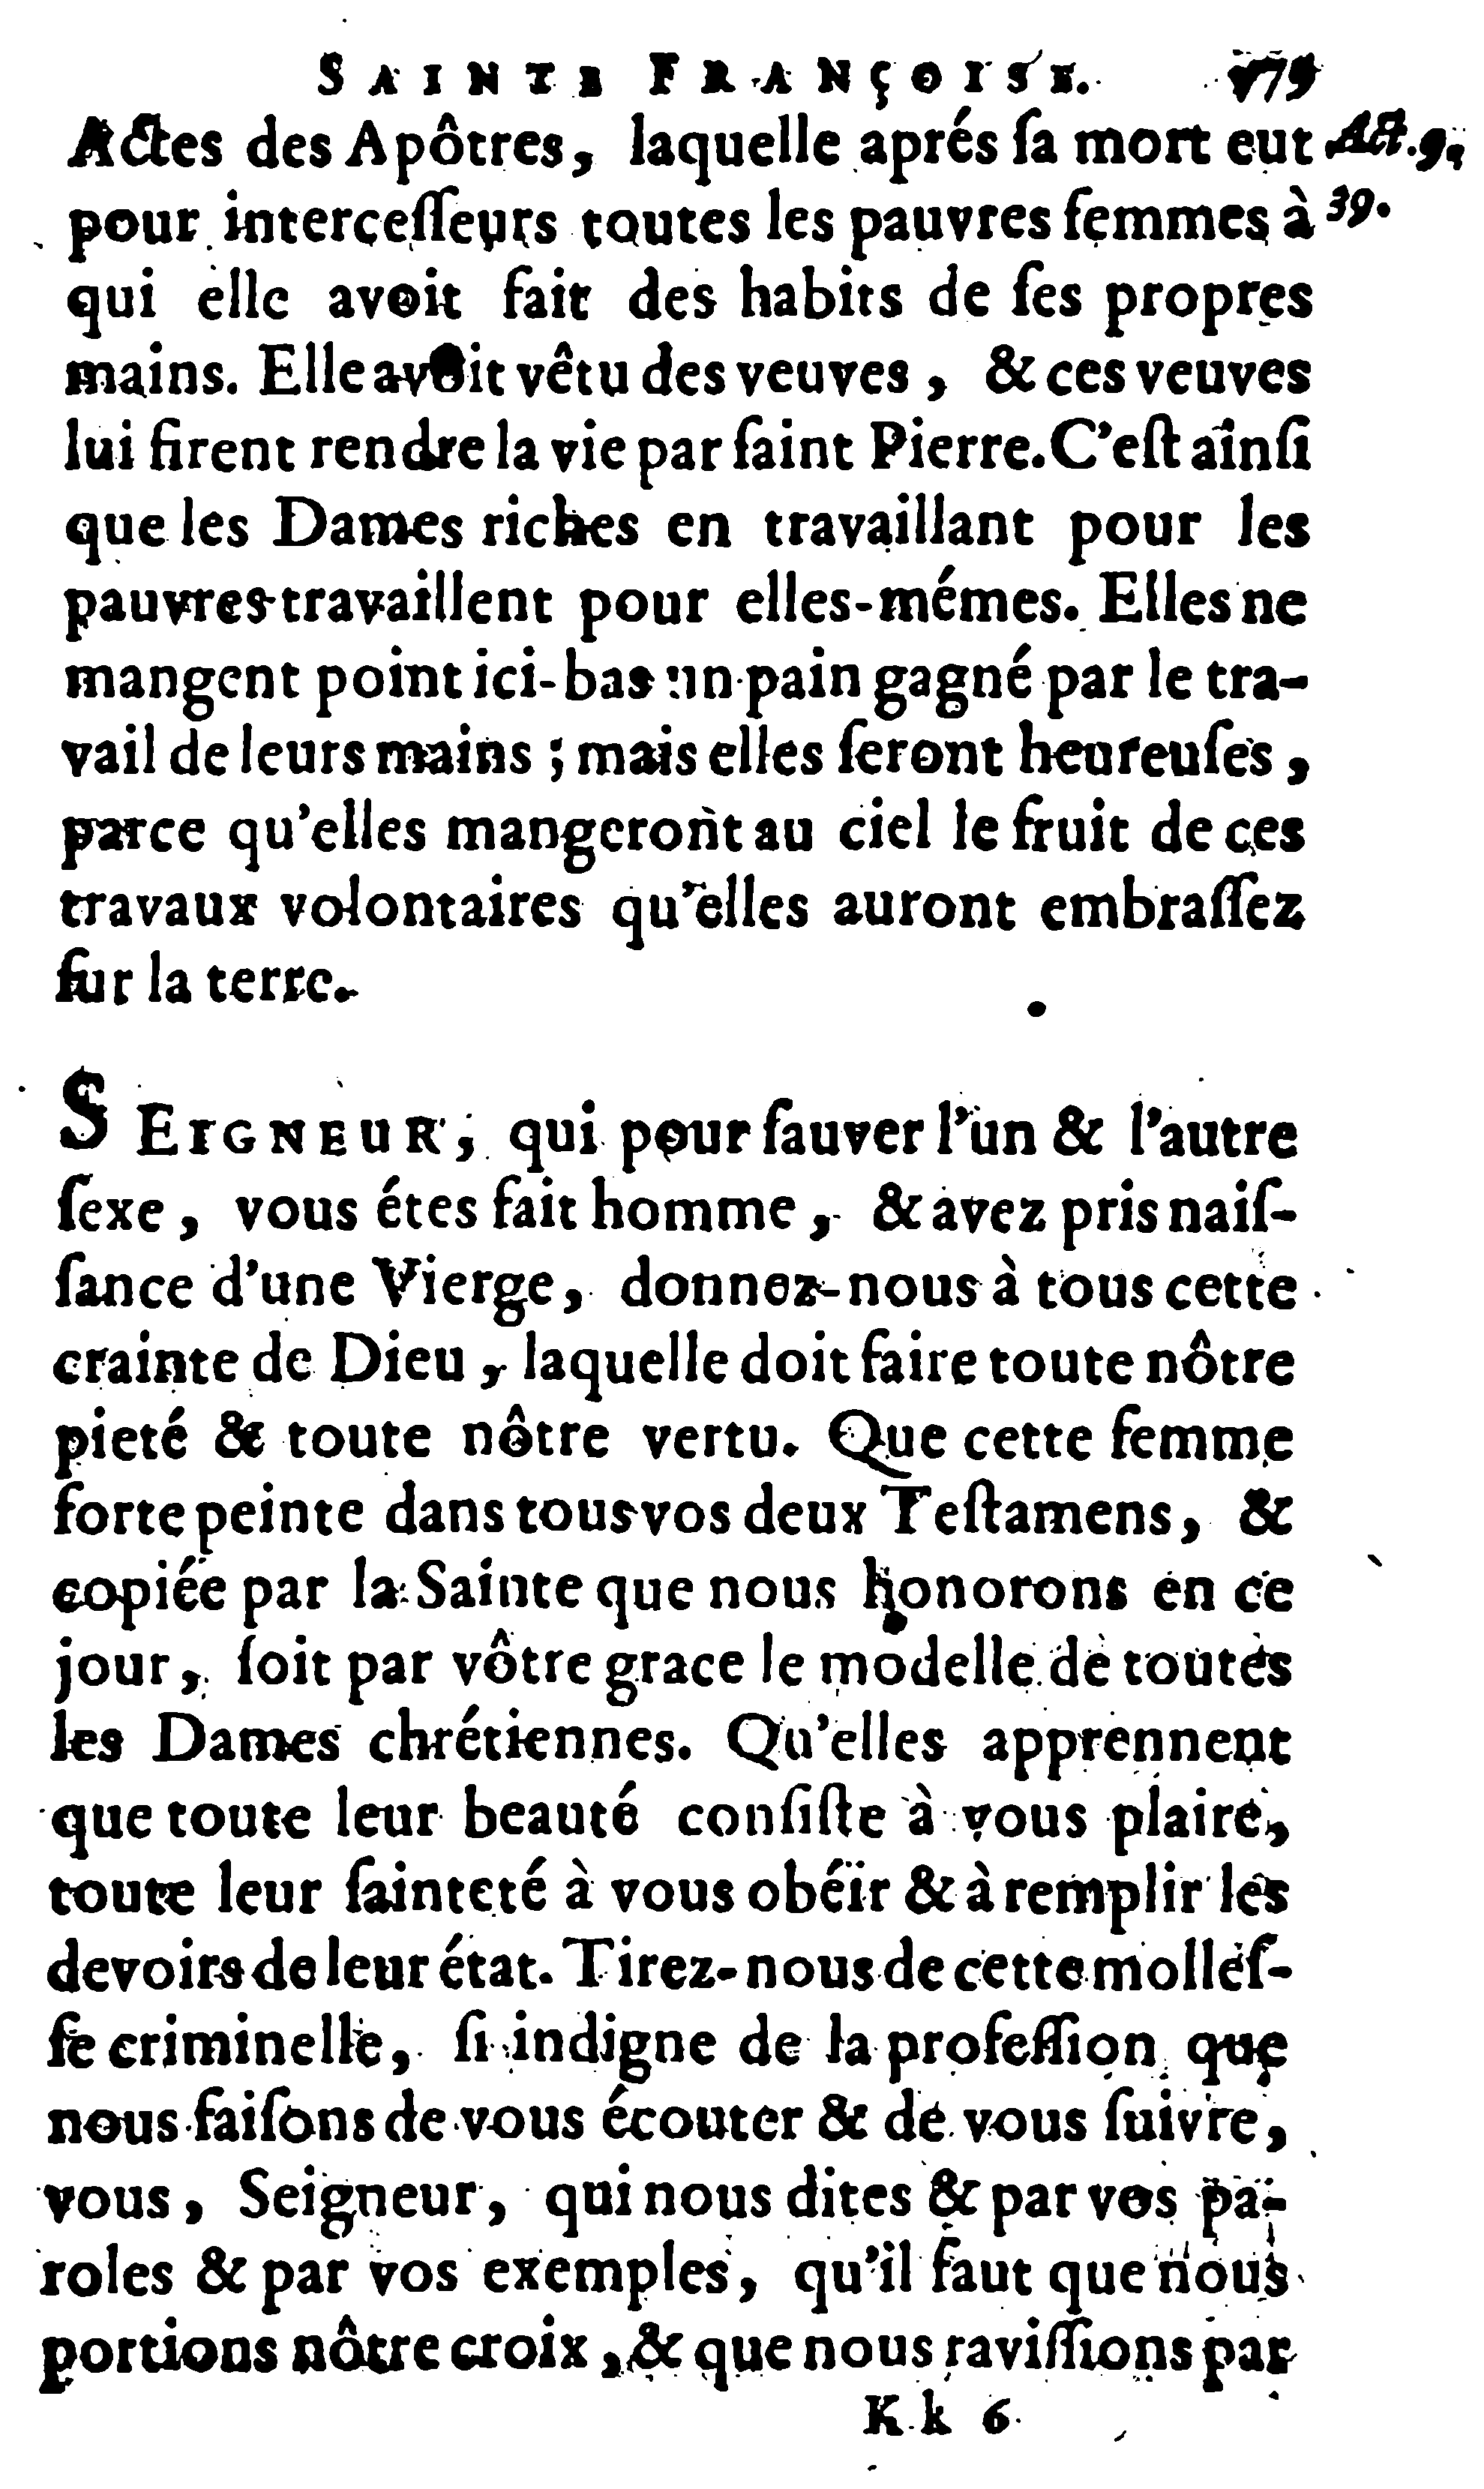 SAINTE FRANÇOISE. 779
Actes des Apôtres, laquelle aprés ſa mort eut Act. 9.
pour interceſſeurs toutes les pauvres femmes à 39.
qui elle avoit fait des habits de ſes propres
mains. Elle avoit vêtu des veuves, & ces veuves
lui firent rendre la vie par ſaint Pierre. C'eſt ainſi
que les Dames riches en travaillant pour les
pauvres travaillent pour elles-mémes. Elles ne
mangent point ici-bas un pain gagné par le tra-
vail de leurs mains ; mais elles ſeront heureuſes,
parce qu'elles mangeront au ciel le fruit de ces
travaux volontaires qu'elles auront embraſſez
ſur la terre.
SEIGNEUR, qui pour ſauver l'un & l'autre
ſexe, vous étes fait homme, & avez pris naiſ-
ſance d'une Vierge, donnez-nous à tous cette
crainte de Dieu, laquelle doit faire toute nôtre
pieté & toute nôtre vertu. Que cette femme
forte peinte dans tous vos deux Teſtamens, &
copiée par la Sainte que nous honorons en ce
jour, ſoit par vôtre grace le modelle de toutes
les Dames chrétiennes. Qu'elles apprennent
que toute leur beauté conſiſte à vous plaire,
toute leur ſainteté à vous obéïr & à remplir les
devoirs de leur état. Tirez-nous de cette molleſ-
ſe criminelle, ſi indigne de la profeſſion que
nous faiſons de vous écouter & de vous ſuivre,
vous, Seigneur, qui nous dites & par vos pa-
roles & par vos exemples, qu'il faut que nous
portions nôtre croix, & que nous raviſſions par
Kk 6